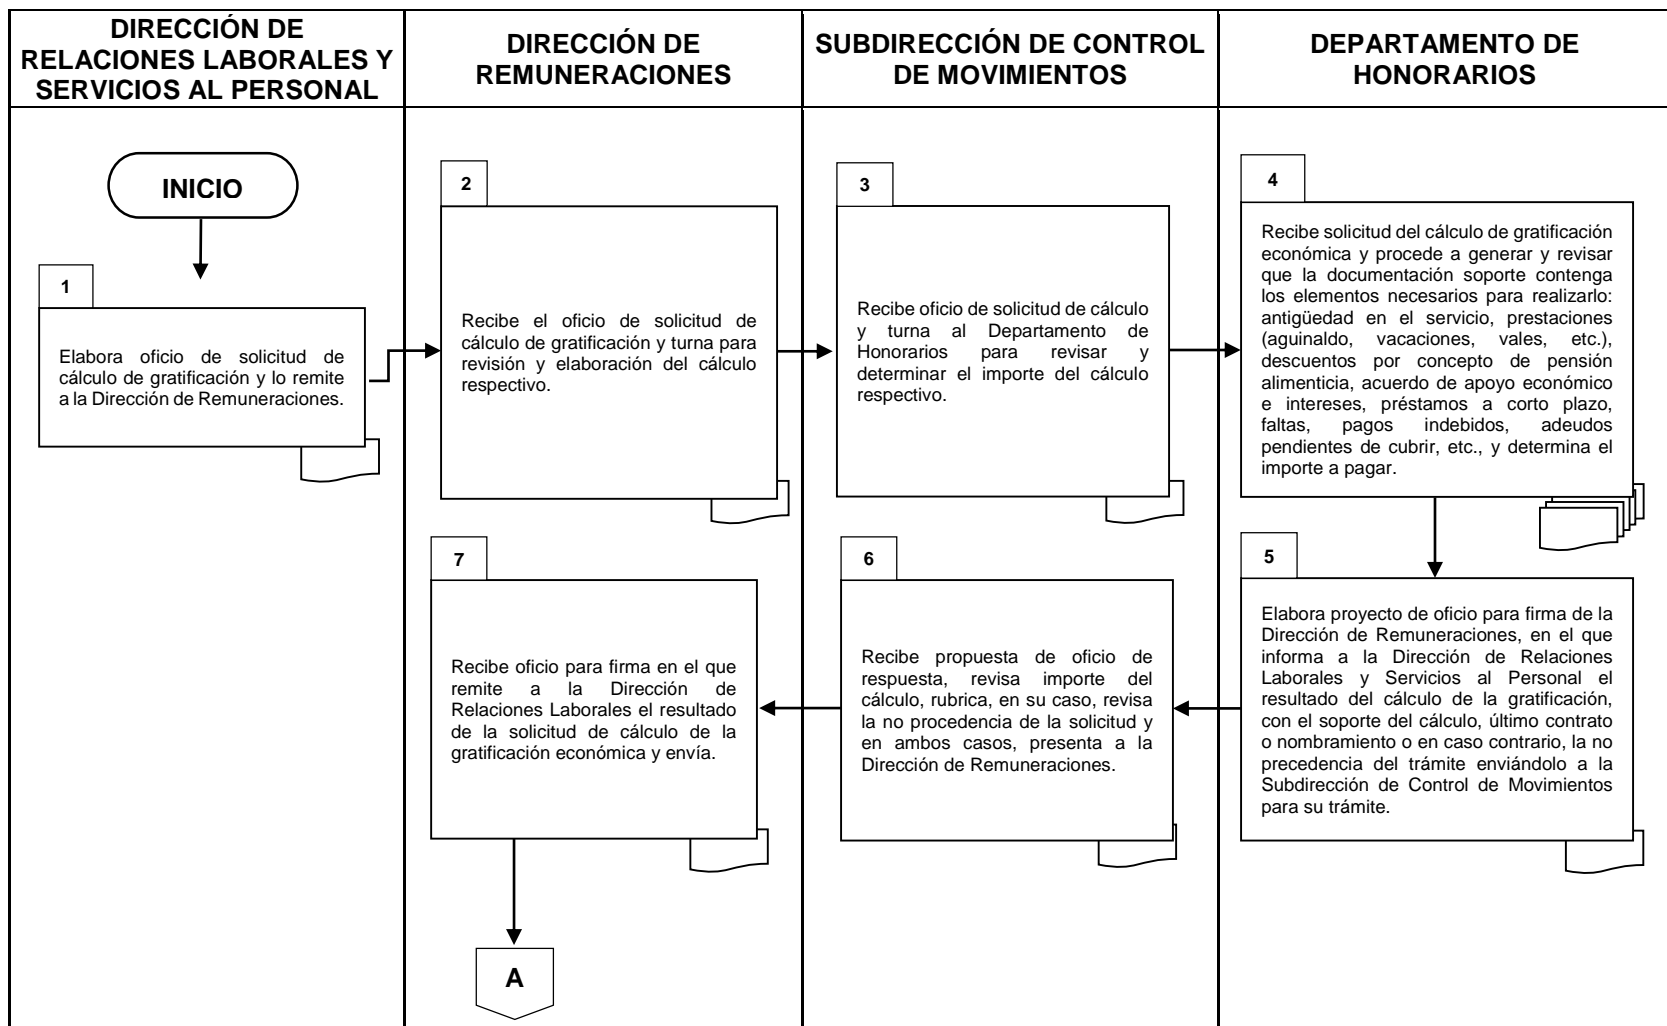 DIRECCIÓN DE
RELACIONES LABORALES Y
SERVICIOS AL PERSONAL
DIRECCIÓN DE
REMUNERACIONES
SUBDIRECCIÓN DE CONTROL
DE MOVIMIENTOS
DEPARTAMENTO DE
HONORARIOS
INICIO
1
Elabora oficio de solicitud de
cálculo de gratificación y lo remite
a la Dirección de Remuneraciones.
2
Recibe el oficio de solicitud de
cálculo de gratificación y turna para
revisión y elaboración del cálculo
respectivo.
3
Recibe oficio de solicitud de cálculo
y turna al Departamento de
Honorarios para revisar y
determinar el importe del cálculo
respectivo.
4
Recibe solicitud del cálculo de gratificación
económica y procede a generar y revisar
que la documentación soporte contenga
los elementos necesarios para realizarlo:
antigüedad en el servicio, prestaciones
(aguinaldo, vacaciones, vales, etc.),
descuentos por concepto de pensión
alimenticia, acuerdo de apoyo económico
e intereses, préstamos a corto plazo,
faltas, pagos indebidos, adeudos
pendientes de cubrir, etc., y determina el
importe a pagar.
5
Elabora proyecto de oficio para firma de la
Dirección de Remuneraciones, en el que
informa a la Dirección de Relaciones
Laborales y Servicios al Personal el
resultado del cálculo de la gratificación,
con el soporte del cálculo, último contrato
o nombramiento o en caso contrario, la no
precedencia del trámite enviándolo a la
Subdirección de Control de Movimientos
para su trámite.
6
Recibe propuesta de oficio de
respuesta, revisa importe del
cálculo, rubrica, en su caso, revisa
la no procedencia de la solicitud y
en ambos casos, presenta a la
Dirección de Remuneraciones.
7
Recibe oficio para firma en el que
remite a la Dirección de
Relaciones Laborales el resultado
de la solicitud de cálculo de la
gratificación económica y envía.
A